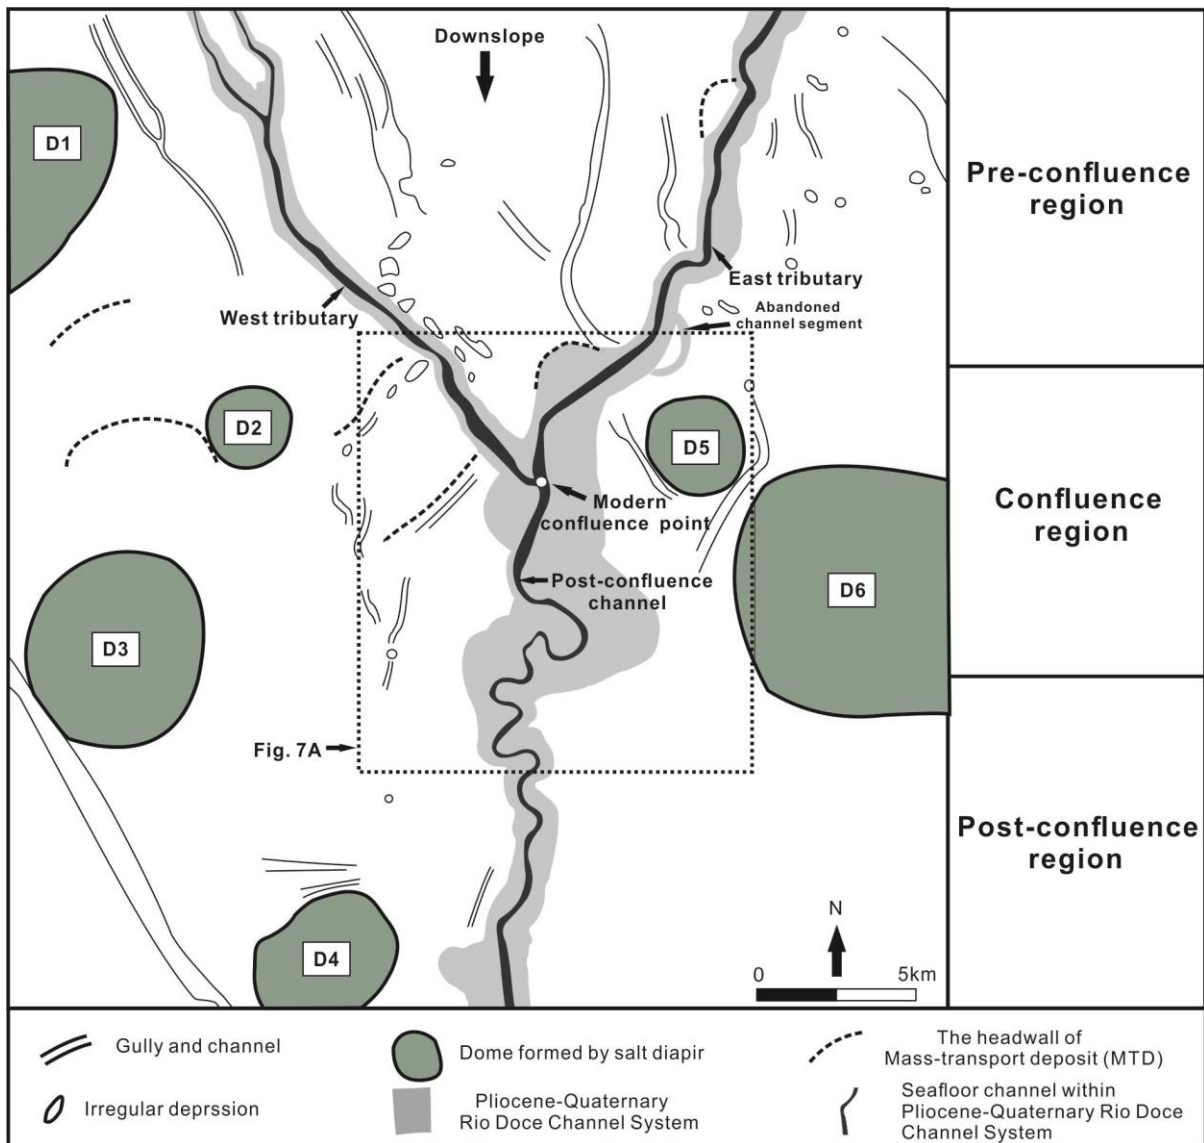 Downslope
D1
Pre-confluence
region
East tributary
West tributary
Abandoned
channel segment
D2
D5
Modern
confluence point
Confluence
region
Post-confluence
channel
D6
D3
Fig. 7A
Post-confluence
region
N
D4
0 5km
Gully and channel
Dome formed by salt diapir
The headwall of
Mass-transport deposit (MTD)
Irregular deprssion
Pliocene-Quaternary
Rio Doce Channel System
Seafloor channel within
Pliocene-Quaternary Rio Doce
Channel System